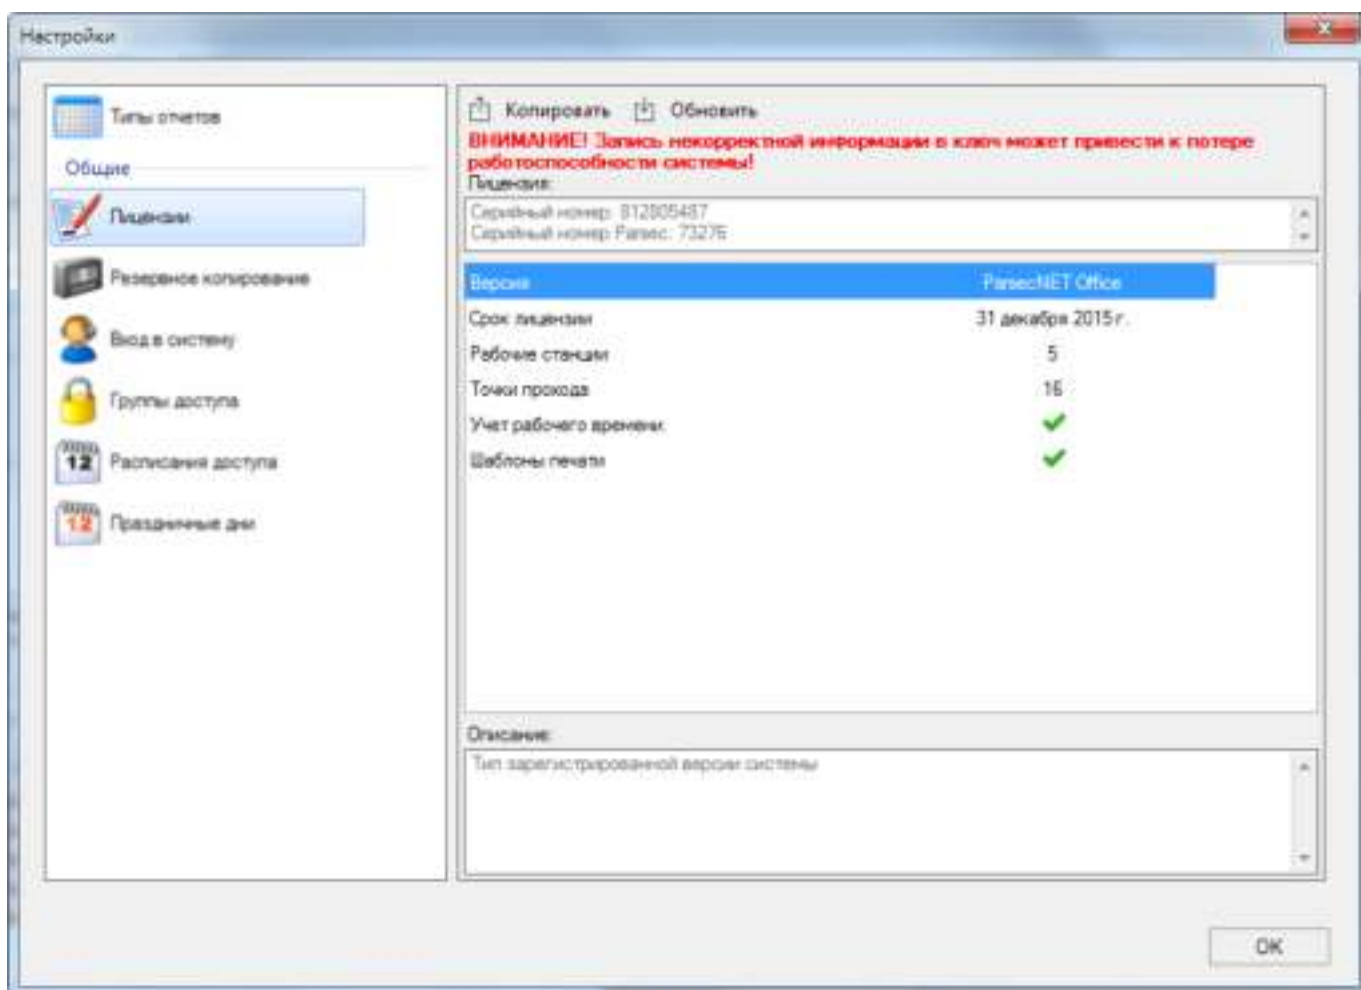 Настройки
Типы отчетов
Общие
Лицензии
Резервное копирование
Вход в систему
Группы доступа
12 Расписания доступа
12 Праздничные дни
Копировать Обновить
ВНИМАНИЕ! Запись некорректной информации в ключ может привести к потере
работоспособности системы!
Лицензия:
Серийный номер: 812805487
Серийный номер Parsec: 73276
Версия ParsecNET Office
Срок лицензии 31 декабря 2015 г.
Рабочие станции 5
Точки прохода 16
Учет рабочего времени
Шаблоны печати
Описание:
Тип зарегистрированной версии системы
OK